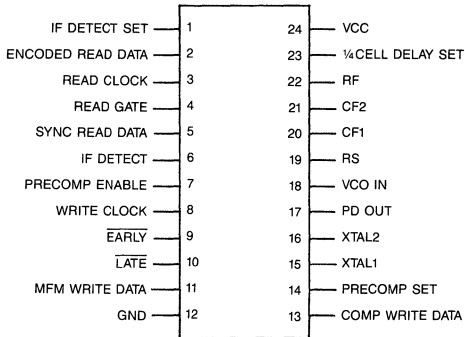 IF DETECT SET 1 24 VCC
ENCODED READ DATA 2 23 ¼ CELL DELAY SET
READ CLOCK 3 22 RF
READ GATE 4 21 CF2
SYNC READ DATA 5 20 CF1
IF DETECT 6 19 RS
PRECOMP ENABLE 7 18 VCO IN
WRITE CLOCK 8 17 PD OUT
EARLY 9 16 XTAL2
LATE 10 15 XTAL1
MFM WRITE DATA 11 14 PRECOMP SET
GND 12 13 COMP WRITE DATA